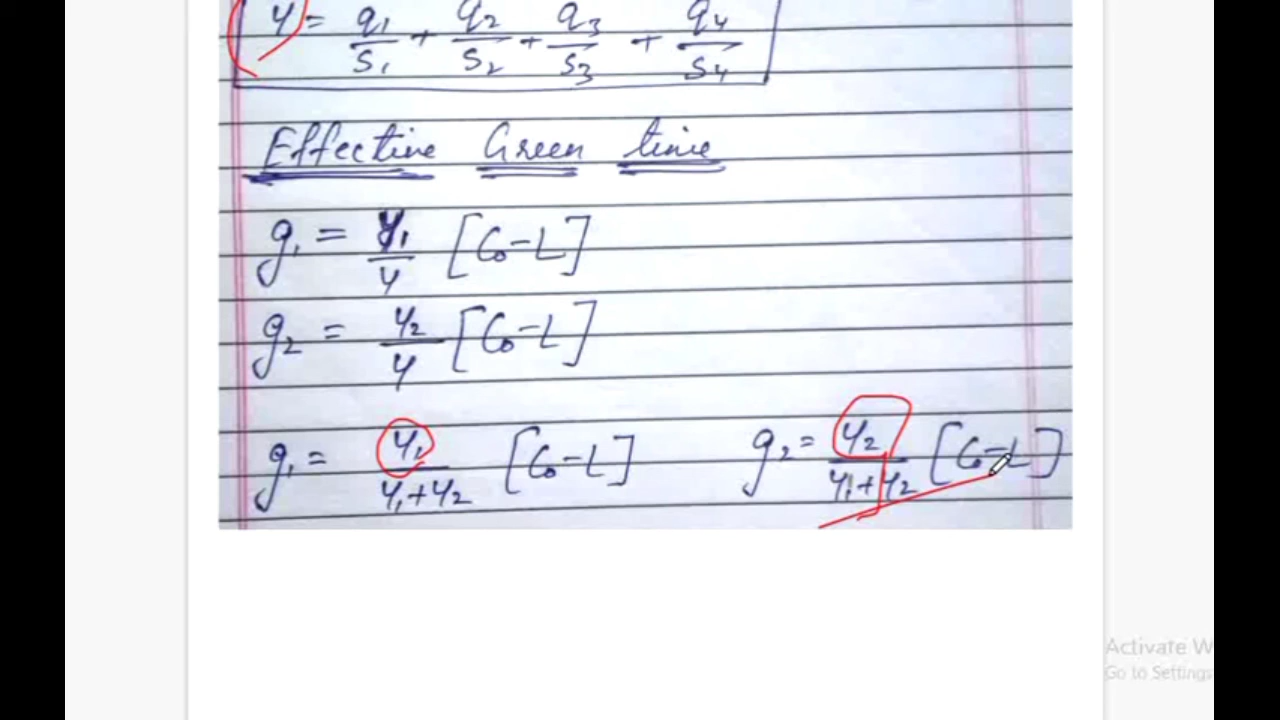 y = q₁/s₁ + q₂/s₂ + q₃/s₃ + q₄/s₄
Effective Green time
g₁ = y₁/y [C₀-L]
g₂ = y₂/y [C₀-L]
g₁ = y₁/y₁+y₂ [C₀-L] g₂ = y₂/y₁+y₂ [C₀-L]
Activate W
Go to Settings